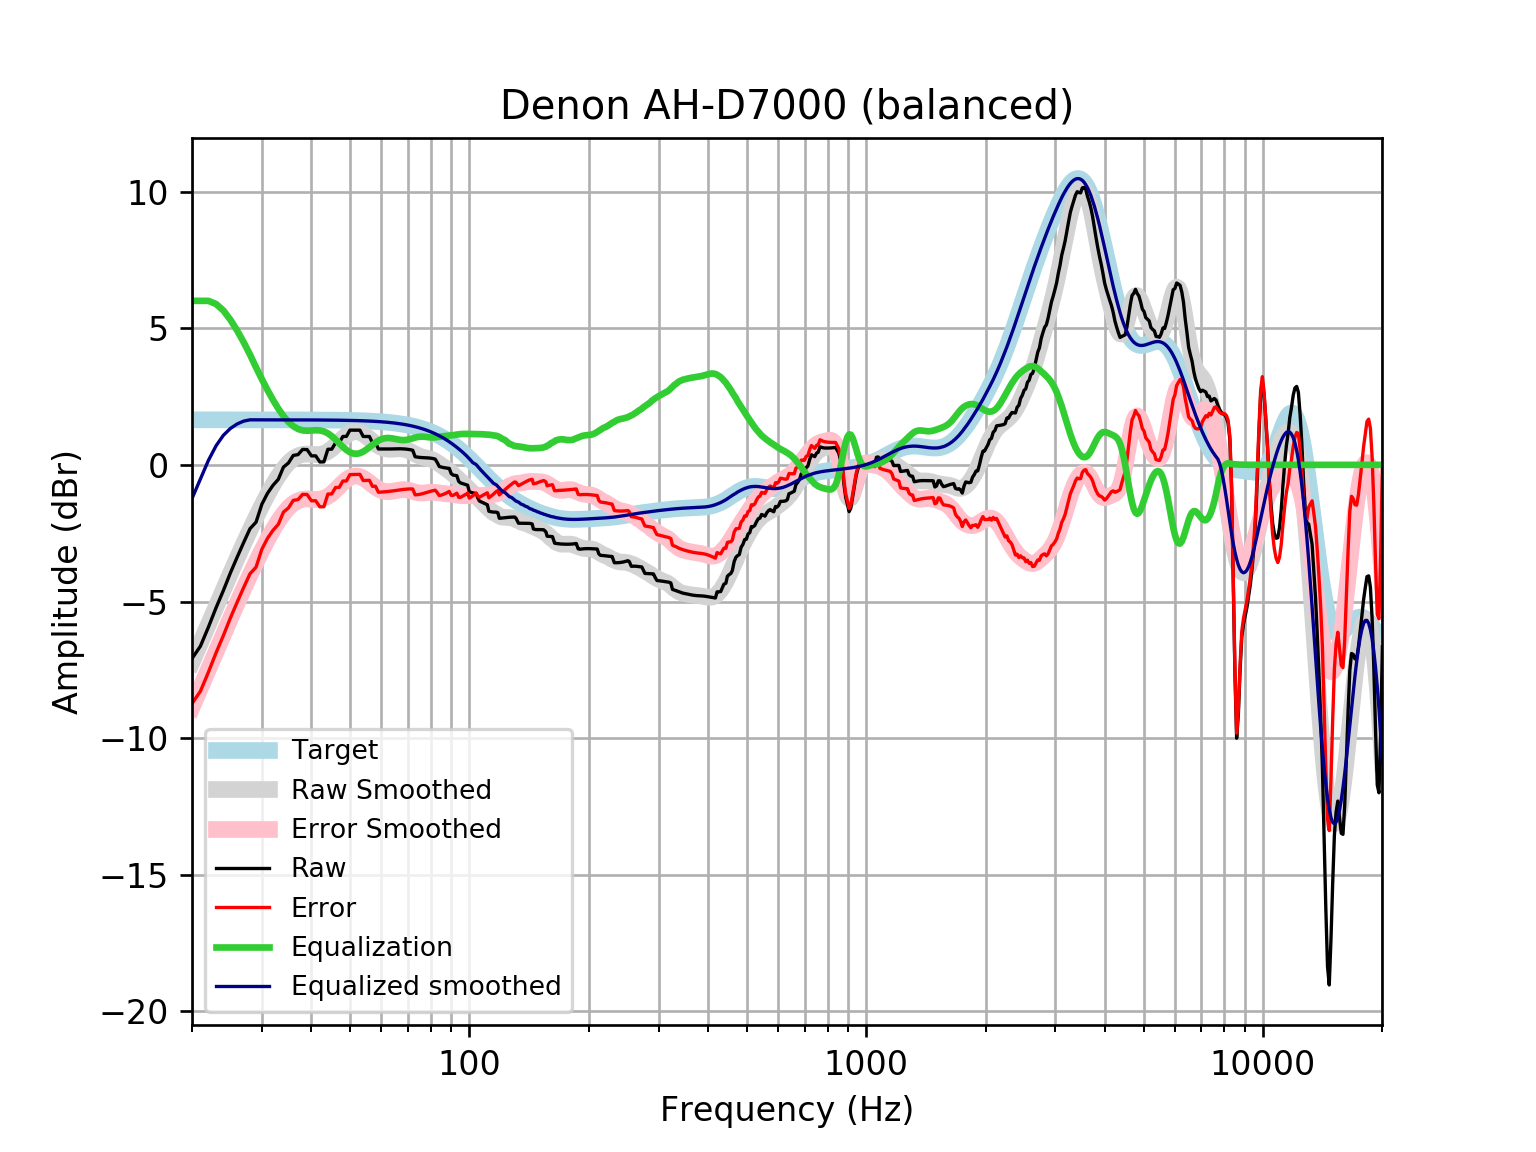 Denon AH-D7000 (balanced)
Amplitude (dBr)
10
5
0
−5
−10
−15
−20
Target
Raw Smoothed
Error Smoothed
Raw
Error
Equalization
Equalized smoothed
100 1000 10000
Frequency (Hz)